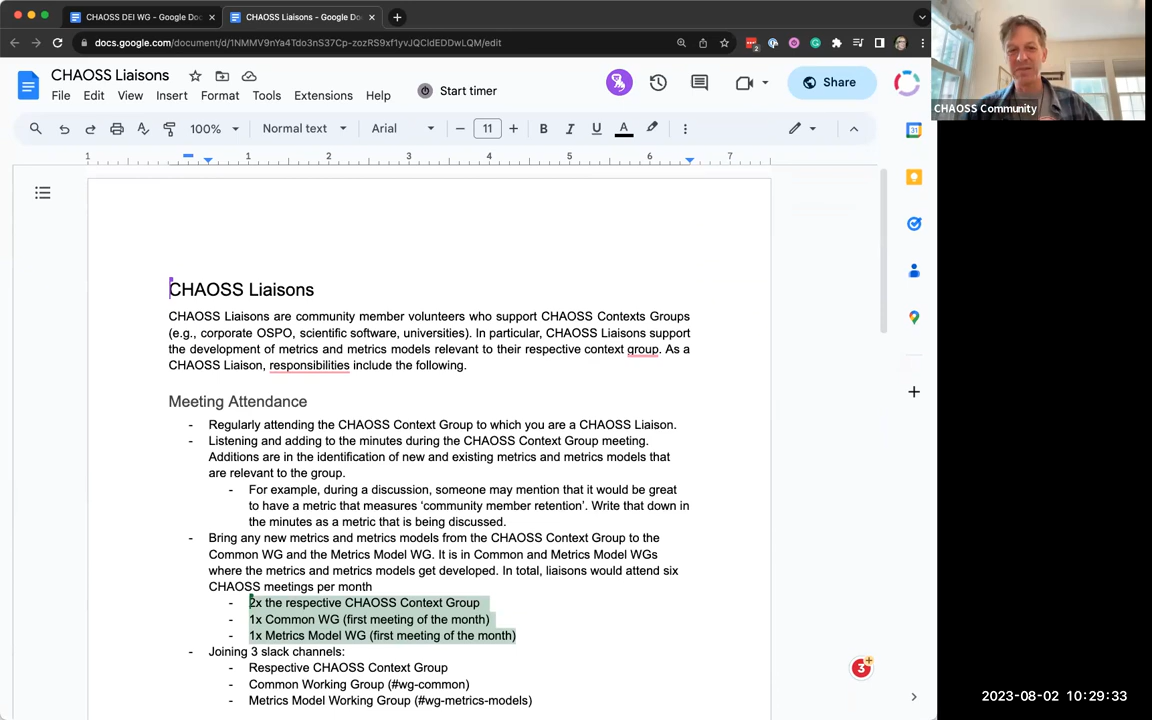 CHAOSS DEI WG - Google Doc
CHAOSS Liaisons - Google Do
docs.google.com/document/d/1NMMV9nYa4Tdo3nS37Cp-zozRS9xf1yvJQCldEDDwLQM/edit
CHAOSS Liaisons
File Edit View Insert Format Tools Extensions Help
Start timer
Share
100% Normal text Arial 11
1 1 2 3 4 5 6 7
CHAOSS Community
CHAOSS Liaisons
CHAOSS Liaisons are community member volunteers who support CHAOSS Contexts Groups
(e.g., corporate OSPO, scientific software, universities). In particular, CHAOSS Liaisons support
the development of metrics and metrics models relevant to their respective context group. As a
CHAOSS Liaison, responsibilities include the following.
Meeting Attendance
- Regularly attending the CHAOSS Context Group to which you are a CHAOSS Liaison.
- Listening and adding to the minutes during the CHAOSS Context Group meeting.
Additions are in the identification of new and existing metrics and metrics models that
are relevant to the group.
- For example, during a discussion, someone may mention that it would be great
to have a metric that measures ‘community member retention’. Write that down in
the minutes as a metric that is being discussed.
- Bring any new metrics and metrics models from the CHAOSS Context Group to the
Common WG and the Metrics Model WG. It is in Common and Metrics Model WGs
where the metrics and metrics models get developed. In total, liaisons would attend six
CHAOSS meetings per month
- 2x the respective CHAOSS Context Group
- 1x Common WG (first meeting of the month)
- 1x Metrics Model WG (first meeting of the month)
- Joining 3 slack channels:
- Respective CHAOSS Context Group
- Common Working Group (#wg-common)
- Metrics Model Working Group (#wg-metrics-models)
3
2023-08-02 10:29:33